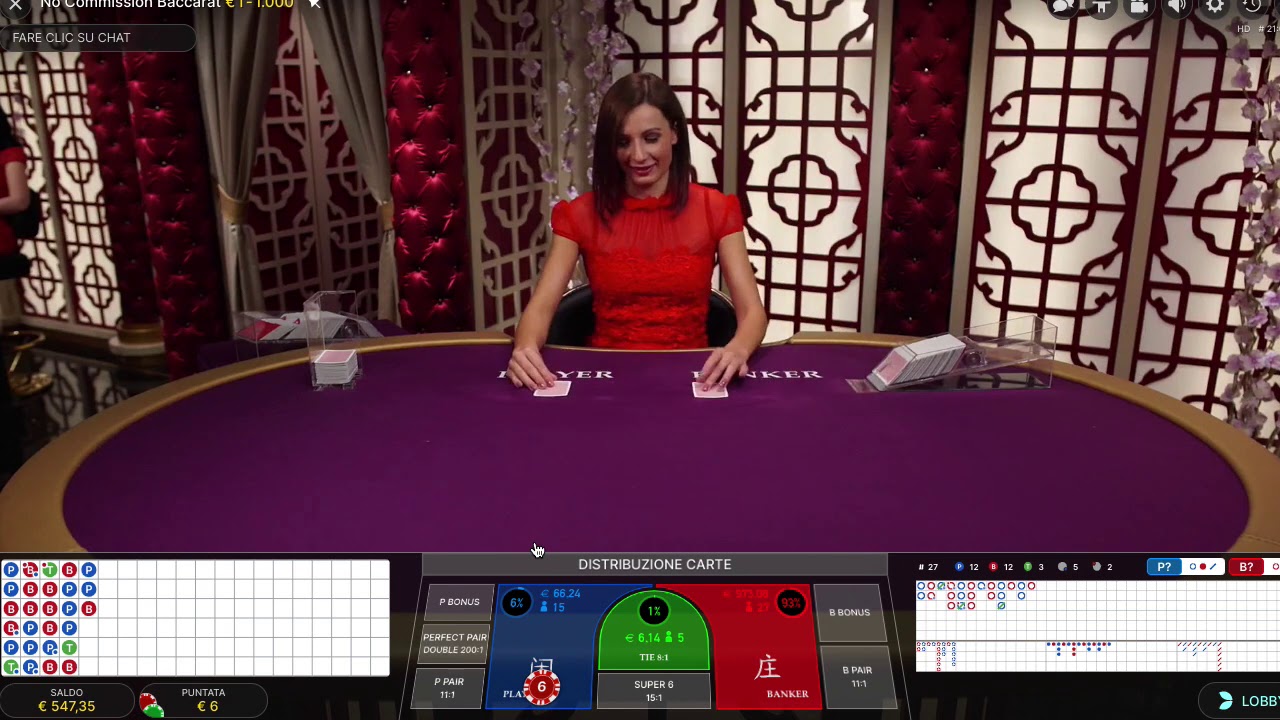 No Commission Baccarat € 1 - 1.000
FARE CLIC SU CHAT
HD
BANKER
DISTRIBUZIONE CARTE
P BONUS
PERFECT PAIR
DOUBLE 200:1
P PAIR
11:1
6%
€ 66.24
15
闲
6
1%
€ 6,14
5
TIE 8:1
SUPER 6
15:1
93%
庄
BANKER
B BONUS
B PAIR
11:1
P B T B P
P B B B P
B B B P B
B P B P
P P P T
T P B B
# 27
P 12
B 12
T 3
5
2
P?
B?
SALDO
€ 547,35
PUNTATA
€ 6
LOBBY